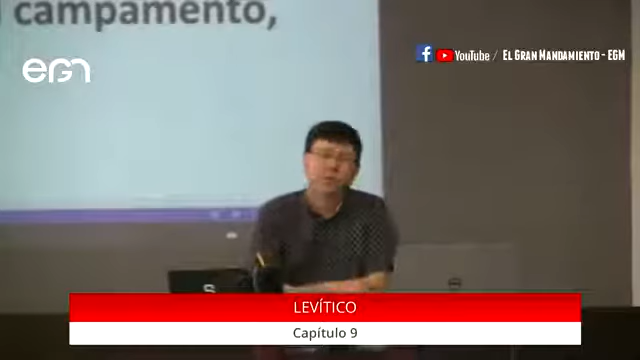 campamento,
egm
YouTube / El Gran Mandamiento - EGM
LEVÍTICO
Capítulo 9